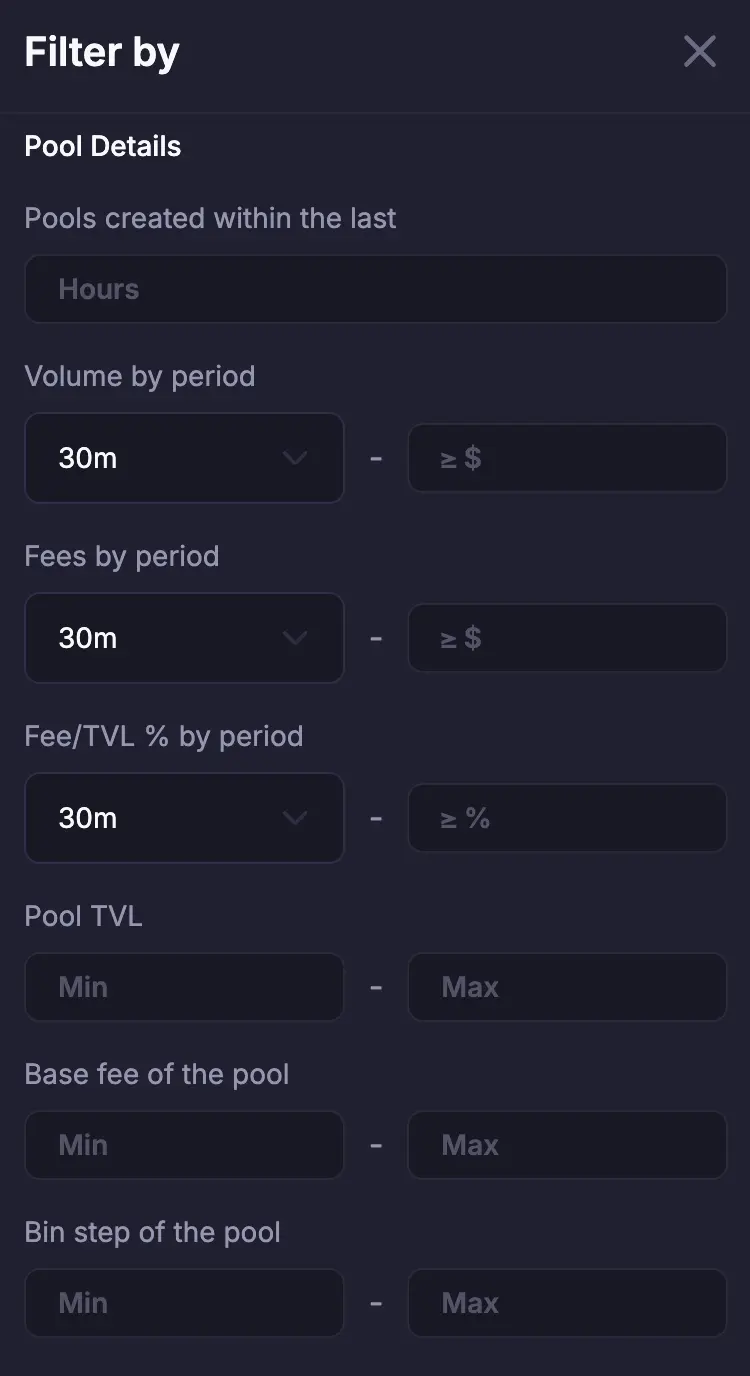 Filter by
Pool Details
Pools created within the last
Hours
Volume by period
30m - ≥ $
Fees by period
30m - ≥ $
Fee/TVL % by period
30m - ≥ %
Pool TVL
Min - Max
Base fee of the pool
Min - Max
Bin step of the pool
Min - Max